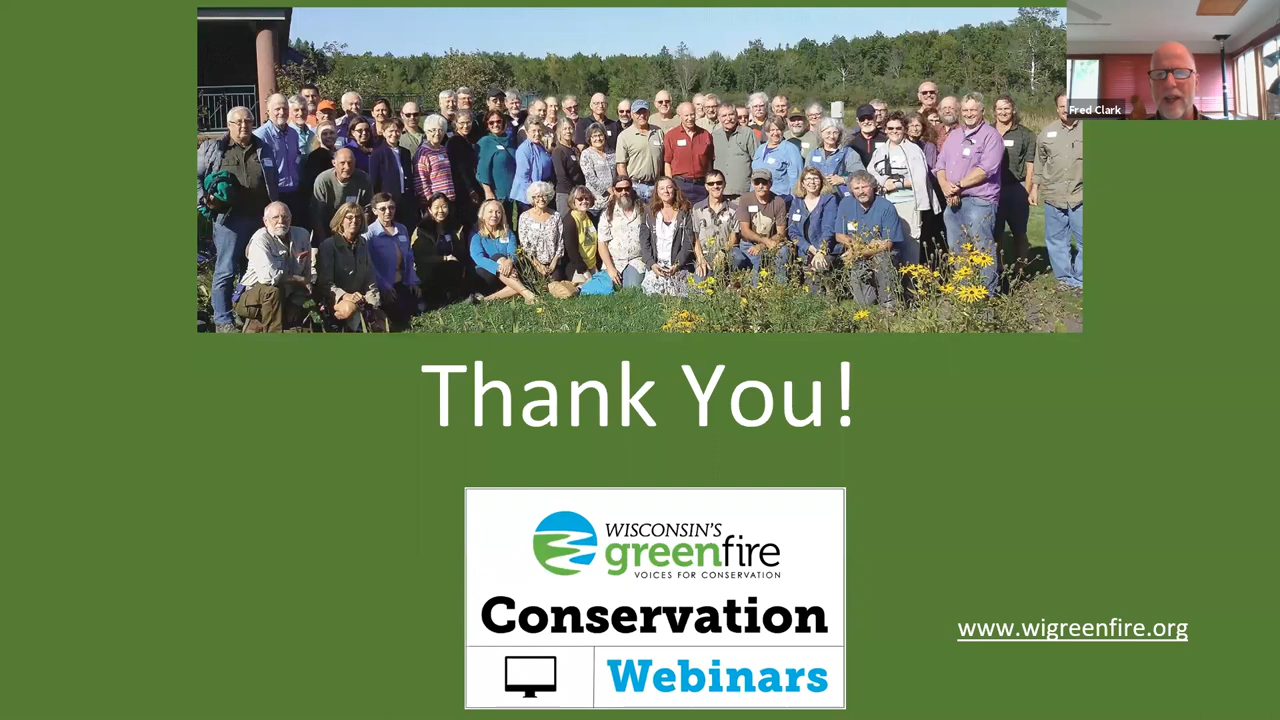 Fred Clark
Thank You!
WISCONSIN'S
greenfire
VOICES FOR CONSERVATION
Conservation
Webinars
www.wigreenfire.org